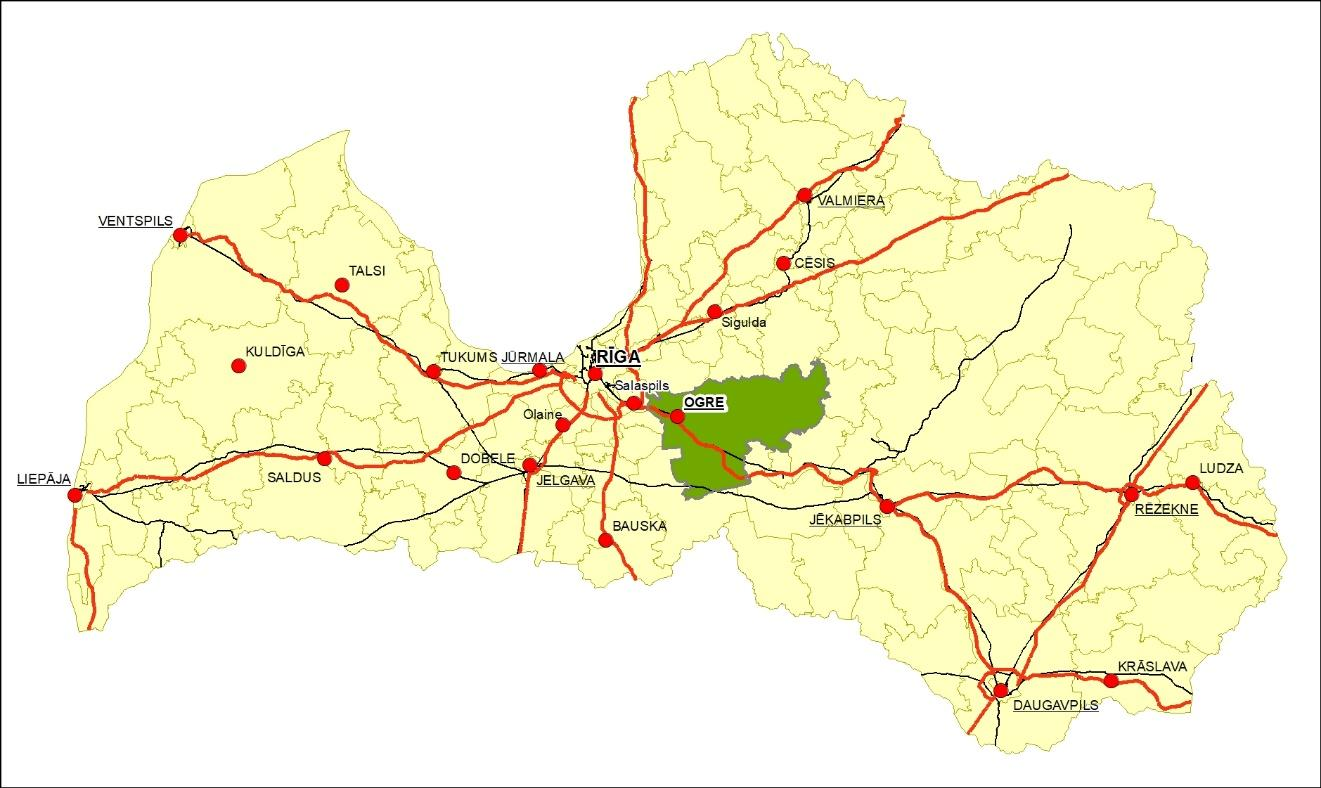 VALMIERA
VENTSPILS
CĒSIS
TALSI
Sigulda
KULDĪGA
TUKUMS
JŪRMALA
RĪGA
Salaspils
OGRE
Olaine
DOBELE
LUDZA
LIEPĀJA
SALDUS
JELGAVA
RĒZEKNE
JĒKABPILS
BAUSKA
KRĀSLAVA
DAUGAVPILS